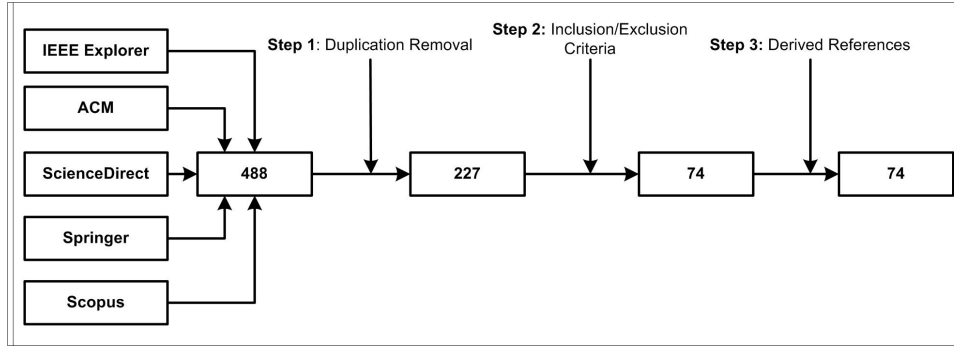 IEEE Explorer
ACM
ScienceDirect
Springer
Scopus
488
Step 1: Duplication Removal
227
Step 2: Inclusion/Exclusion
Criteria
74
Step 3: Derived References
74